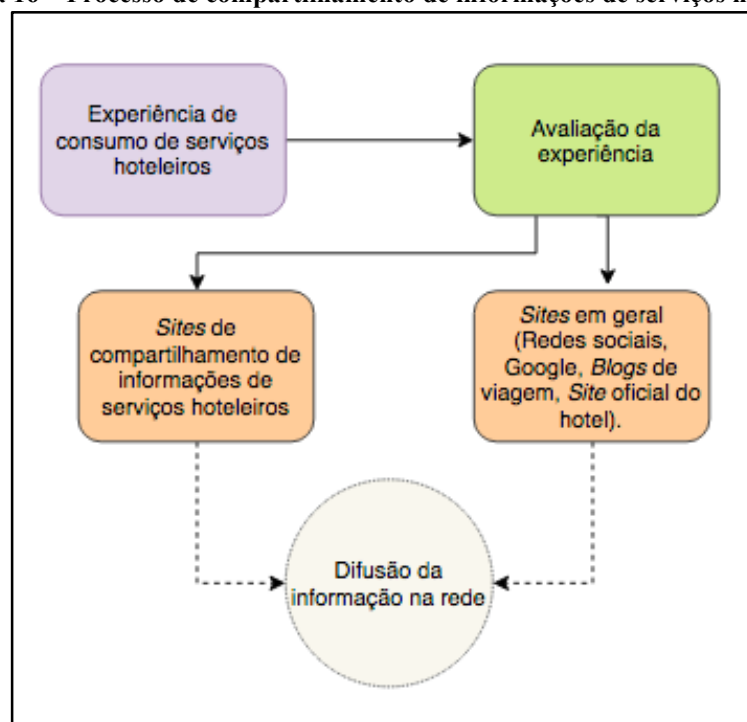 10 – Processo de compartilhamento de informações de serviços
Experiência de
consumo de serviços
hoteleiros
Avaliação da
experiência
Sites de
compartilhamento de
informações de
serviços hoteleiros
Sites em geral
(Redes sociais,
Google, Blogs de
viagem, Site oficial do
hotel).
Difusão da
informação na rede